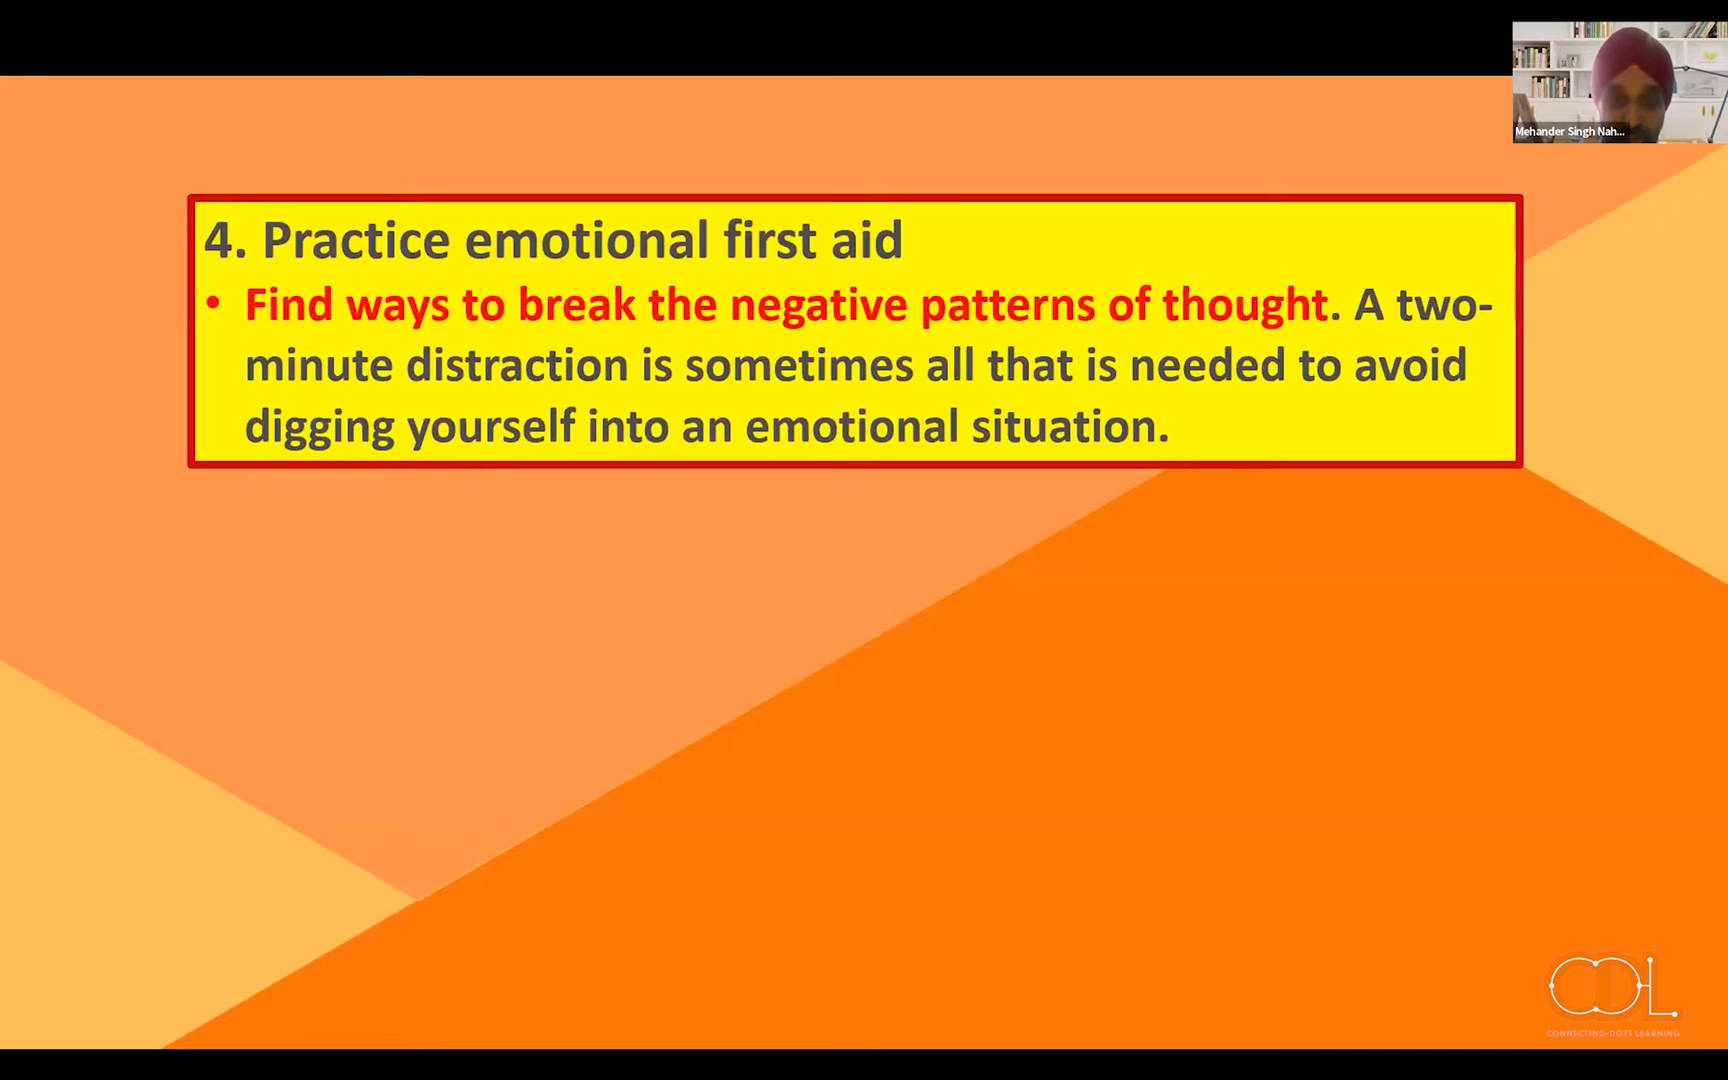 Mehander Singh Nah...
4. Practice emotional first aid
• Find ways to break the negative patterns of thought. A two-
minute distraction is sometimes all that is needed to avoid
digging yourself into an emotional situation.
CDL
CONNECTING-DOTS LEARNING